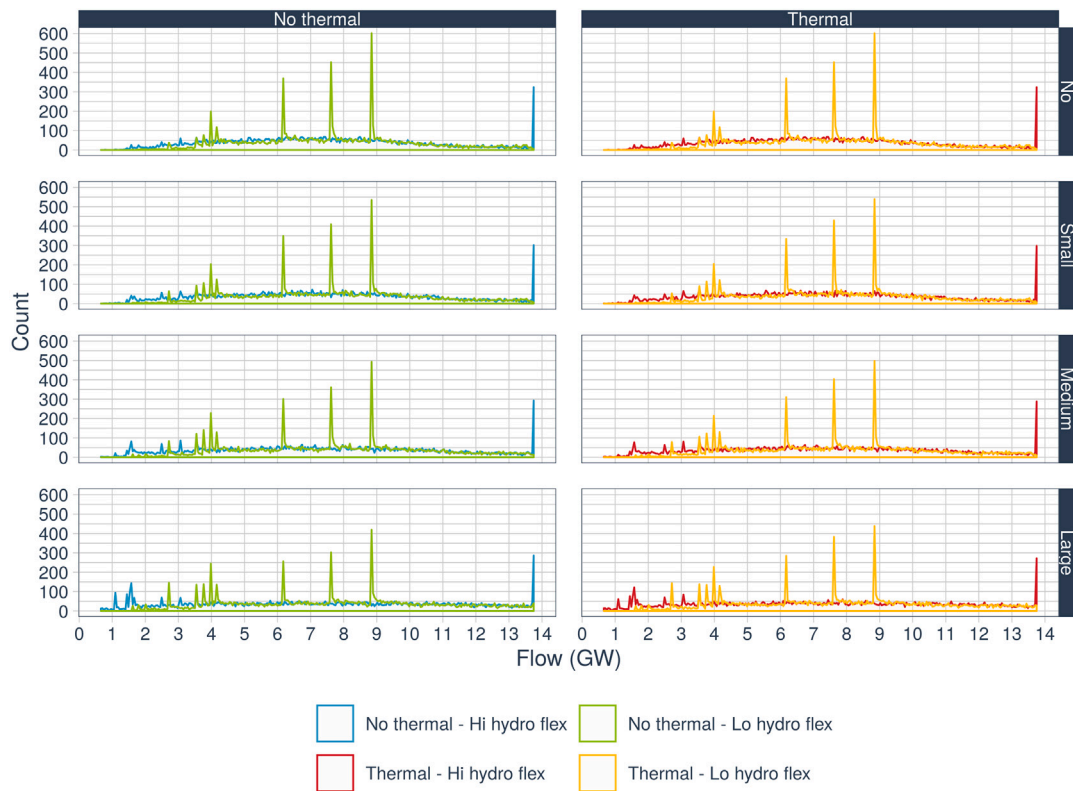 No thermal
Thermal
600
500
400
300
200
100
0
No
600
500
400
300
200
100
0
Small
Count
600
500
400
300
200
100
0
Medium
600
500
400
300
200
100
0
Large
0 1 2 3 4 5 6 7 8 9 10 11 12 13 14
0 1 2 3 4 5 6 7 8 9 10 11 12 13 14
Flow (GW)
No thermal - Hi hydro flex
No thermal - Lo hydro flex
Thermal - Hi hydro flex
Thermal - Lo hydro flex